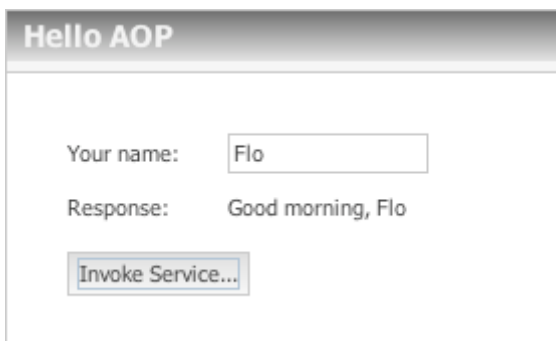 Hello AOP
Your name: Flo
Response: Good morning, Flo
Invoke Service...